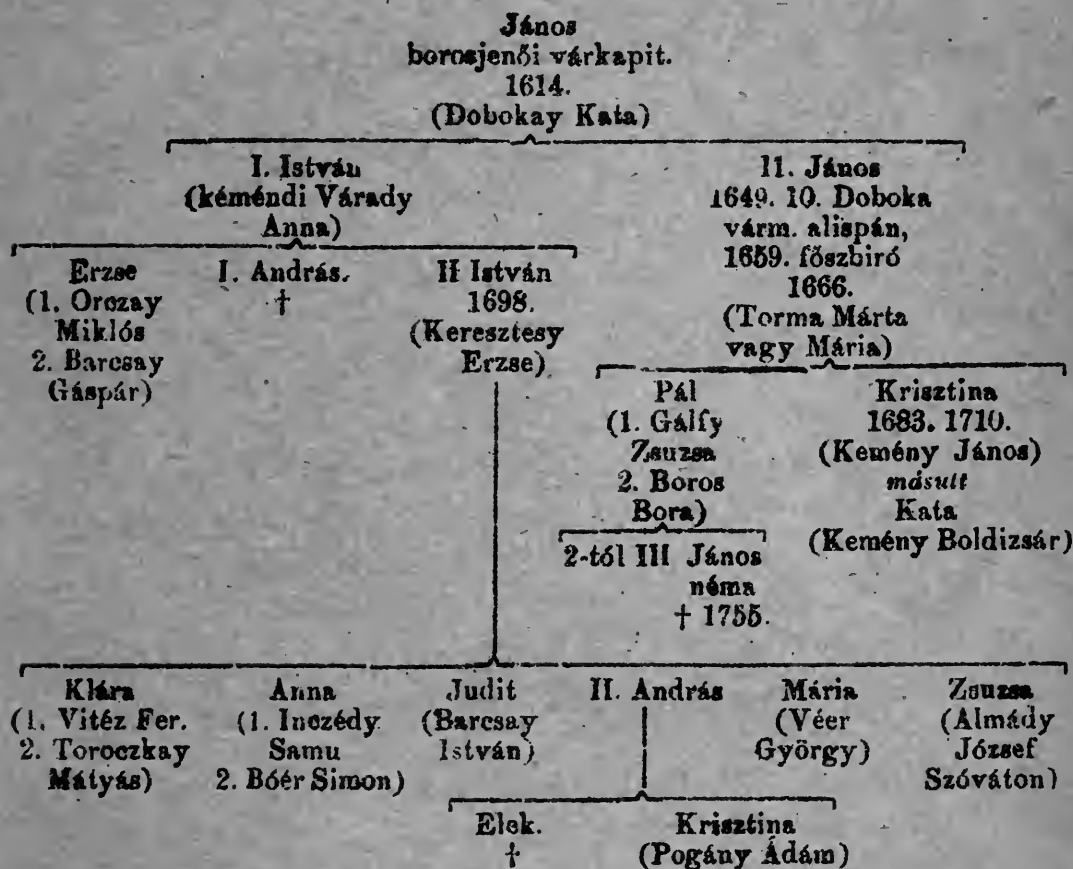 János
borosjenői várkapit.
1614.
(Dobokay Kata)
I. István
(kéméndi Várady
Anna)
II. János
1649. 10. Doboka
várm. alispán,
1659. főszbiró
1666.
(Torma Márta
vagy Mária)
Erzse
(1. Orczay
Miklós
2. Barcsay
Gáspár)
I. András.
†
II István
1698.
(Keresztesy
Erzse)
Pál
(1. Gálfy
Zsuzsa
2. Boros
Bora)
Krisztina
1683. 1710.
(Kemény János)
másutt
Kata
(Kemény Boldizsár)
2-tól III János
néma
† 1755.
Klára
(1. Vitéz Fer.
2. Toroczkay
Mátyás)
Anna
(1. Inczédy
Samu
2. Bóér Simon)
Judit
(Barcsay
István)
II. András
Mária
(Véer
György)
Zsuzsa
(Almády
József
Szóváton)
Elek.
†
Krisztina
(Pogány Ádám)